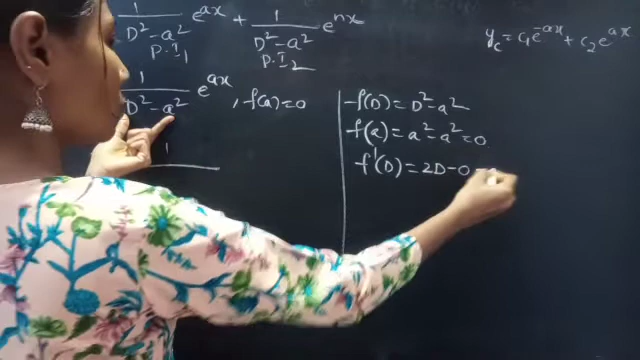 1/(D² − a²) e^{ax} + 1/(D² − a²) e^{nx}
P.I₁ P.I₂
y_c = c₁e^{-ax} + c₂e^{ax}
1/(D² − a²) e^{ax}, f(a) = 0
1
f(D) = D² − a²
f(a) = a² − a² = 0.
f'(D) = 2D − 0